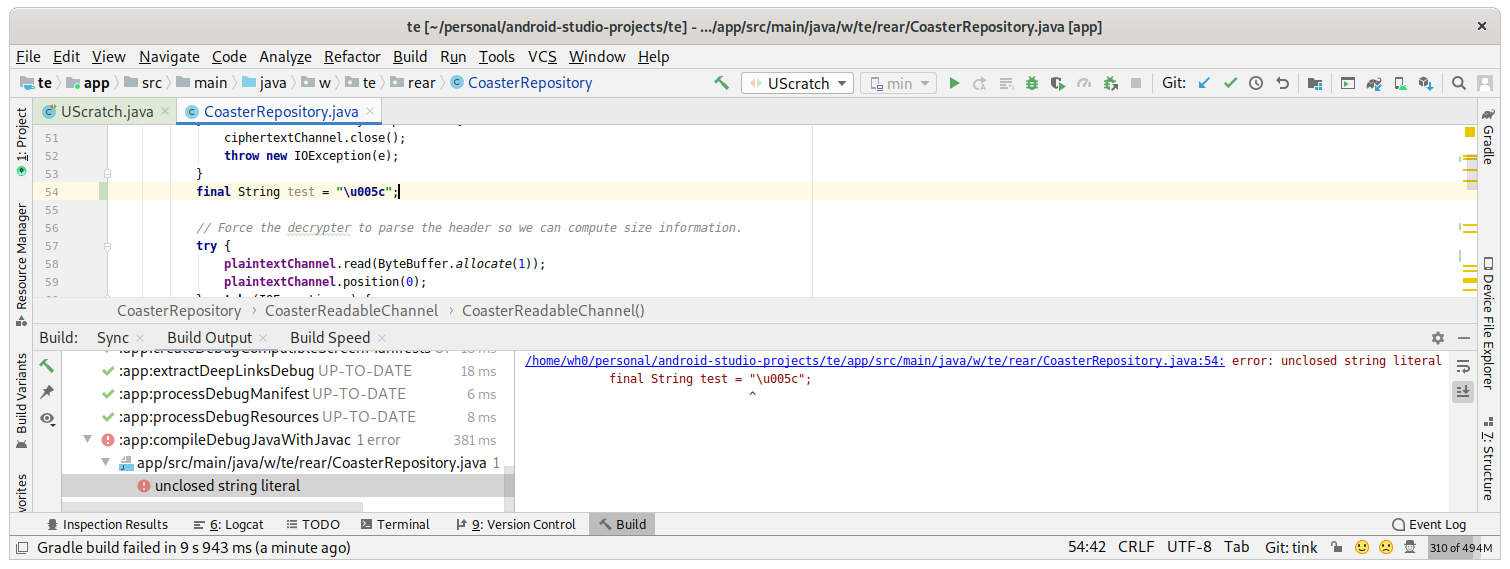 te [~/personal/android-studio-projects/te] - .../app/src/main/java/w/te/rear/CoasterRepository.java [app]
File Edit View Navigate Code Analyze Refactor Build Run Tools VCS Window Help
te app src main java w te rear CoasterRepository UScratch min Git:
UScratch.java CoasterRepository.java
51 ciphertextChannel.close();
52 throw new IOException(e);
53 }
54 final String test = "\u005c";
55
56 // Force the decrypter to parse the header so we can compute size information.
57 try {
58 plaintextChannel.read(ByteBuffer.allocate(1));
59 plaintextChannel.position(0);
CoasterRepository CoasterReadableChannel CoasterReadableChannel()
Build: Sync Build Output Build Speed
:app:extractDeepLinksDebug UP-TO-DATE 18 ms
:app:processDebugManifest UP-TO-DATE 6 ms
:app:processDebugResources UP-TO-DATE 8 ms
:app:compileDebugJavaWithJavac 1 error 381 ms
app/src/main/java/w/te/rear/CoasterRepository.java 1
unclosed string literal
/home/wh0/personal/android-studio-projects/te/app/src/main/java/w/te/rear/CoasterRepository.java:54: error: unclosed string literal
final String test = "\u005c";
^
1: Project
Resource Manager
Build Variants
Gradle
Device File Explorer
7: Structure
Inspection Results 6: Logcat TODO Terminal 9: Version Control Build Event Log
Gradle build failed in 9 s 943 ms (a minute ago) 54:42 CRLF UTF-8 Tab Git: tink 310 of 494M